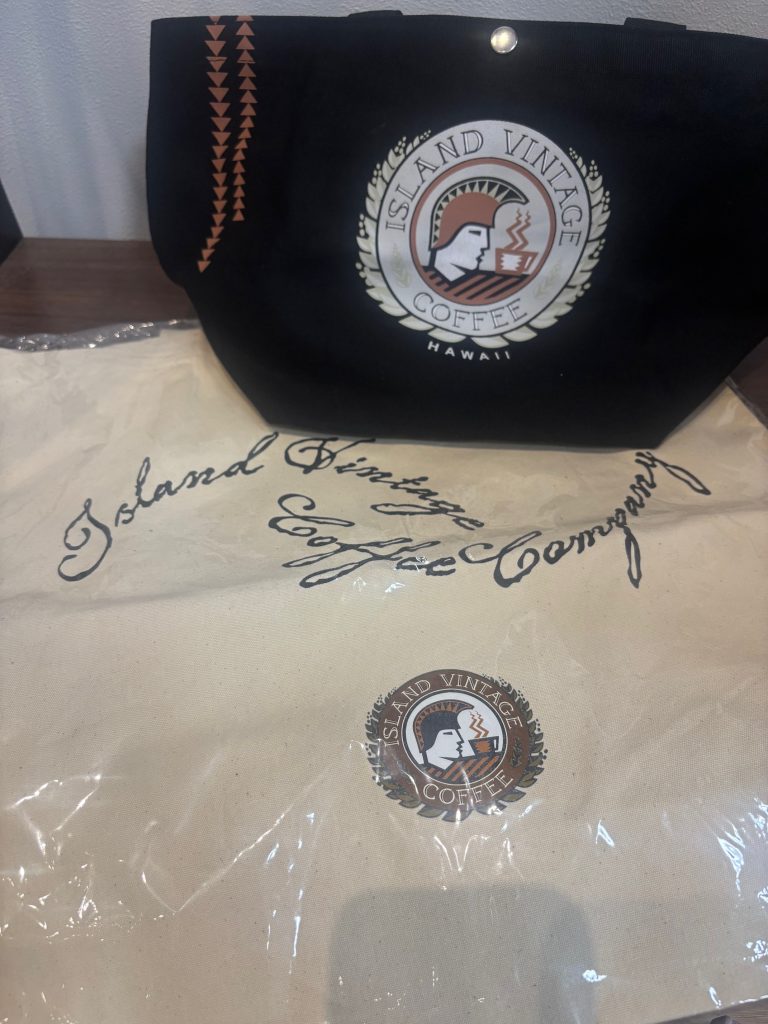 ISLAND VINTAGE
COFFEE
HAWAII
Island Vintage
Coffee Company
ISLAND VINTAGE
COFFEE